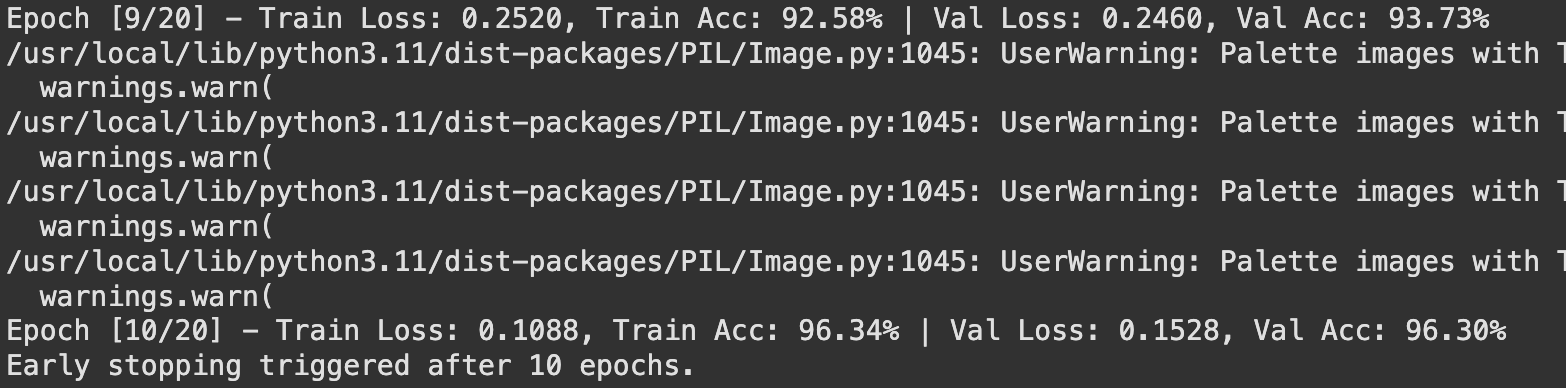 Epoch [9/20] - Train Loss: 0.2520, Train Acc: 92.58% | Val Loss: 0.2460, Val Acc: 93.73%
/usr/local/lib/python3.11/dist-packages/PIL/Image.py:1045: UserWarning: Palette images with T
  warnings.warn(
/usr/local/lib/python3.11/dist-packages/PIL/Image.py:1045: UserWarning: Palette images with T
  warnings.warn(
/usr/local/lib/python3.11/dist-packages/PIL/Image.py:1045: UserWarning: Palette images with T
  warnings.warn(
/usr/local/lib/python3.11/dist-packages/PIL/Image.py:1045: UserWarning: Palette images with T
  warnings.warn(
Epoch [10/20] - Train Loss: 0.1088, Train Acc: 96.34% | Val Loss: 0.1528, Val Acc: 96.30%
Early stopping triggered after 10 epochs.